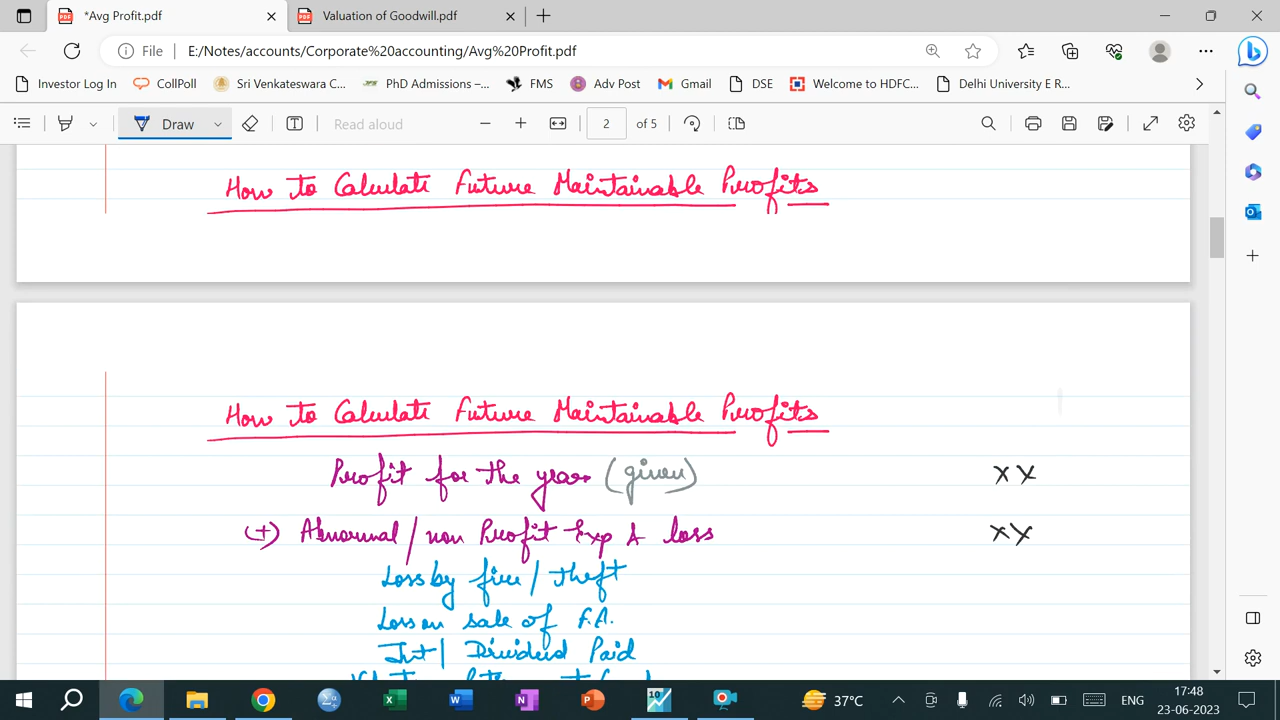 *Avg Profit.pdf
Valuation of Goodwill.pdf
File
E:/Notes/accounts/Corporate%20accounting/Avg%20Profit.pdf
Investor Log In
CollPoll
Sri Venkateswara C...
PhD Admissions –...
FMS
Adv Post
Gmail
DSE
Welcome to HDFC...
Delhi University E R...
Draw
Read aloud
2 of 5
How to Calculate Future Maintainable Profits
How to Calculate Future Maintainable Profits
Profit for the year (given) XX
(+) Abnormal / non Profit Exp & loss XX
Loss by fire / theft
Loss on sale of F.A.
Int / Dividend Paid
37°C
ENG
17:48
23-06-2023